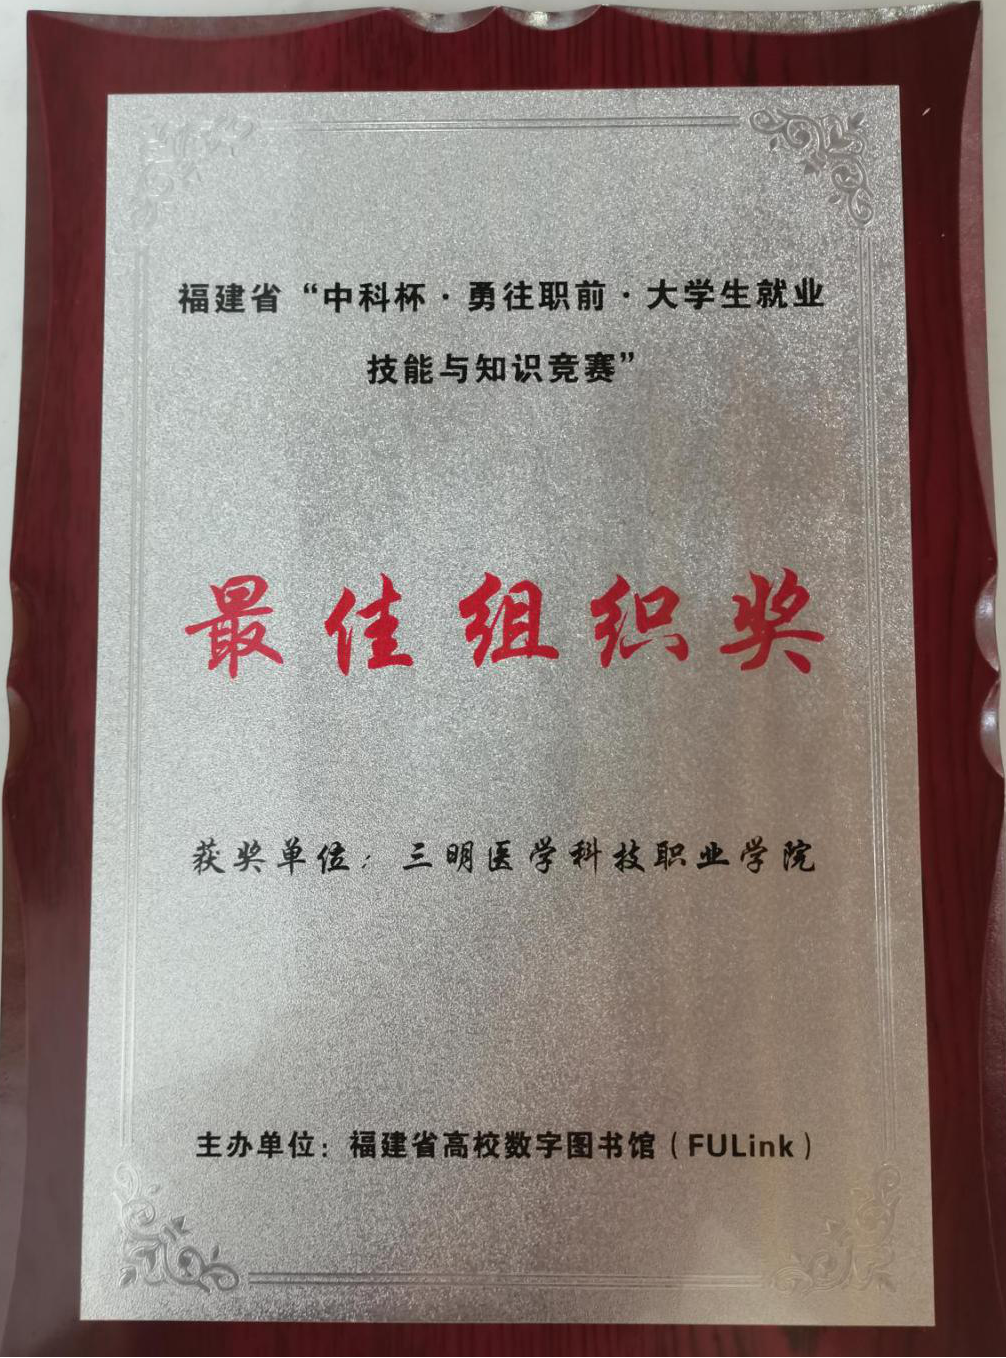 福建省“中科杯·勇往职前·大学生就业
技能与知识竞赛”
最佳组织奖
获奖单位：三明医学科技职业学院
主办单位：福建省高校数字图书馆（FULink）